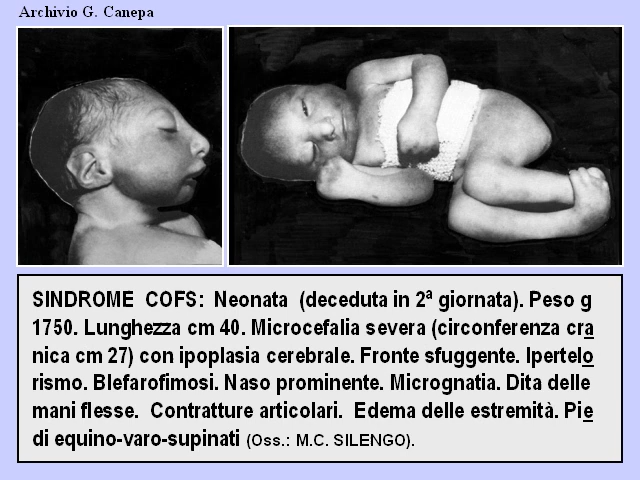 Archivio G. Canepa
SINDROME COFS: Neonata (deceduta in 2ª giornata). Peso g
1750. Lunghezza cm 40. Microcefalia severa (circonferenza cra
nica cm 27) con ipoplasia cerebrale. Fronte sfuggente. Ipertelo
rismo. Blefarofimosi. Naso prominente. Micrognatia. Dita delle
mani flesse. Contratture articolari. Edema delle estremità. Pie
di equino-varo-supinati (Oss.: M.C. SILENGO).